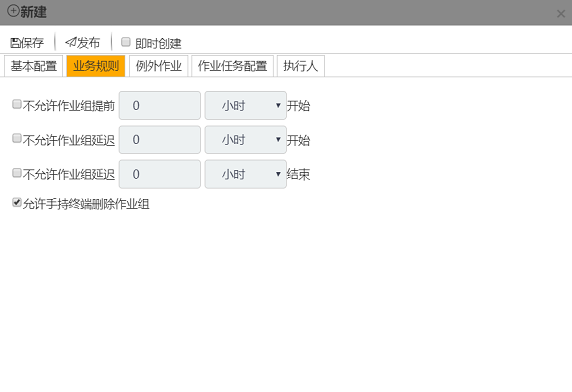 新建
保存 发布 即时创建
基本配置 业务规则 例外作业 作业任务配置 执行人
不允许作业组提前 0 小时 开始
不允许作业组延迟 0 小时 开始
不允许作业组延迟 0 小时 结束
允许手持终端删除作业组